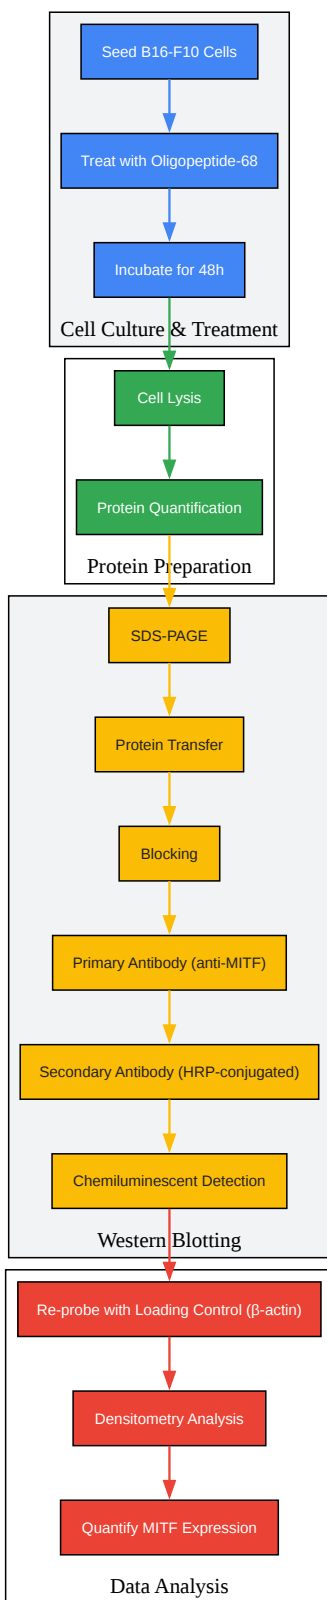 Seed B16-F10 Cells
Treat with Oligopeptide-68
Incubate for 48h
Cell Culture & Treatment
Cell Lysis
Protein Quantification
Protein Preparation
SDS-PAGE
Protein Transfer
Blocking
Primary Antibody (anti-MITF)
Secondary Antibody (HRP-conjugated)
Chemiluminescent Detection
Western Blotting
Re-probe with Loading Control (β-actin)
Densitometry Analysis
Quantify MITF Expression
Data Analysis